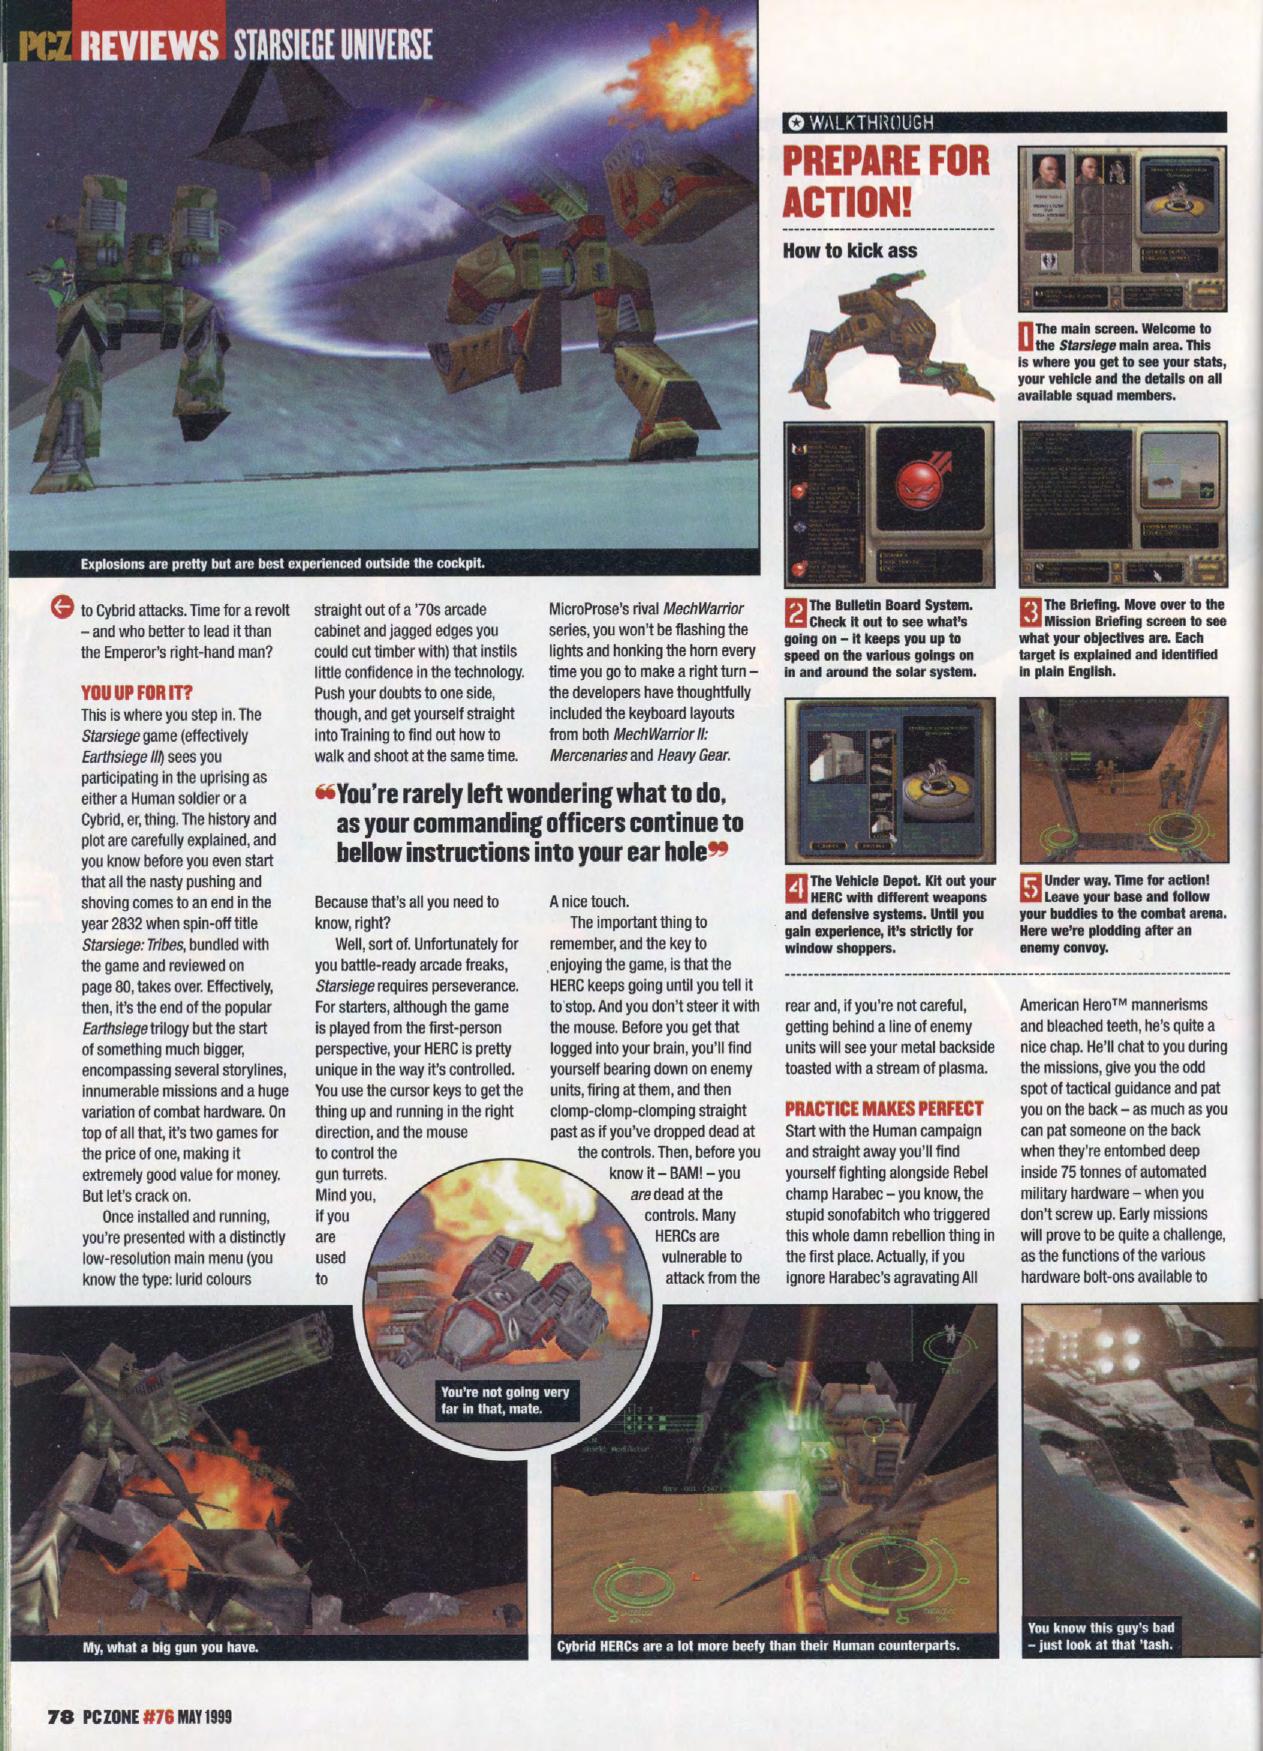 PCZ REVIEWS STARSIEGE UNIVERSE
Explosions are pretty but are best experienced outside the cockpit.
to Cybrid attacks. Time for a revolt
– and who better to lead it than
the Emperor's right-hand man?
YOU UP FOR IT?
This is where you step in. The
Starsiege game (effectively
Earthsiege III) sees you
participating in the uprising as
either a Human soldier or a
Cybrid, er, thing. The history and
plot are carefully explained, and
you know before you even start
that all the nasty pushing and
shoving comes to an end in the
year 2832 when spin-off title
Starsiege: Tribes, bundled with
the game and reviewed on
page 80, takes over. Effectively,
then, it's the end of the popular
Earthsiege trilogy but the start
of something much bigger,
encompassing several storylines,
innumerable missions and a huge
variation of combat hardware. On
top of all that, it's two games for
the price of one, making it
extremely good value for money.
But let's crack on.
Once installed and running,
you're presented with a distinctly
low-resolution main menu (you
know the type: lurid colours
straight out of a '70s arcade
cabinet and jagged edges you
could cut timber with) that instils
little confidence in the technology.
Push your doubts to one side,
though, and get yourself straight
into Training to find out how to
walk and shoot at the same time.
“You're rarely left wondering what to do,
as your commanding officers continue to
bellow instructions into your ear hole”
Because that's all you need to
know, right?
Well, sort of. Unfortunately for
you battle-ready arcade freaks,
Starsiege requires perseverance.
For starters, although the game
is played from the first-person
perspective, your HERC is pretty
unique in the way it's controlled.
You use the cursor keys to get the
thing up and running in the right
direction, and the mouse
to control the
gun turrets.
Mind you,
if you
are
used
to
MicroProse's rival MechWarrior
series, you won't be flashing the
lights and honking the horn every
time you go to make a right turn –
the developers have thoughtfully
included the keyboard layouts
from both MechWarrior II:
Mercenaries and Heavy Gear.
A nice touch.
The important thing to
remember, and the key to
enjoying the game, is that the
HERC keeps going until you tell it
to stop. And you don't steer it with
the mouse. Before you get that
logged into your brain, you'll find
yourself bearing down on enemy
units, firing at them, and then
clomp-clomp-clomping straight
past as if you've dropped dead at
the controls. Then, before you
know it – BAM! – you
are dead at the
controls. Many
HERCs are
vulnerable to
attack from the
rear and, if you're not careful,
getting behind a line of enemy
units will see your metal backside
toasted with a stream of plasma.
PRACTICE MAKES PERFECT
Start with the Human campaign
and straight away you'll find
yourself fighting alongside Rebel
champ Harabec – you know, the
stupid sonofabitch who triggered
this whole damn rebellion thing in
the first place. Actually, if you
ignore Harabec's agravating All
American Hero™ mannerisms
and bleached teeth, he's quite a
nice chap. He'll chat to you during
the missions, give you the odd
spot of tactical guidance and pat
you on the back – as much as you
can pat someone on the back
when they're entombed deep
inside 75 tonnes of automated
military hardware – when you
don't screw up. Early missions
will prove to be quite a challenge,
as the functions of the various
hardware bolt-ons available to
WALKTHROUGH
PREPARE FOR
ACTION!
How to kick ass
1 The main screen. Welcome to
the Starsiege main area. This
is where you get to see your stats,
your vehicle and the details on all
available squad members.
2 The Bulletin Board System.
Check it out to see what's
going on – it keeps you up to
speed on the various goings on
in and around the solar system.
3 The Briefing. Move over to the
Mission Briefing screen to see
what your objectives are. Each
target is explained and identified
in plain English.
4 The Vehicle Depot. Kit out your
HERC with different weapons
and defensive systems. Until you
gain experience, it's strictly for
window shoppers.
5 Under way. Time for action!
Leave your base and follow
your buddies to the combat arena.
Here we're plodding after an
enemy convoy.
You're not going very
far in that, mate.
My, what a big gun you have.
Cybrid HERCs are a lot more beefy than their Human counterparts.
You know this guy's bad
– just look at that 'tash.
78 PC ZONE #76 MAY 1999